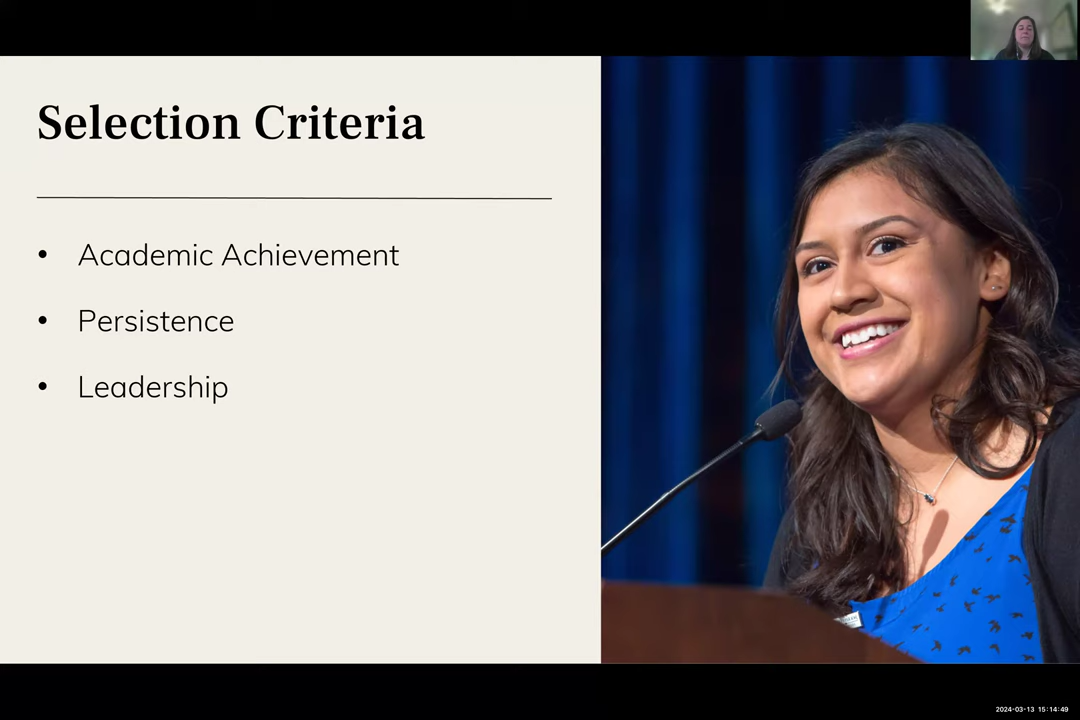 Selection Criteria
• Academic Achievement
• Persistence
• Leadership
2024-03-13 15:14:49